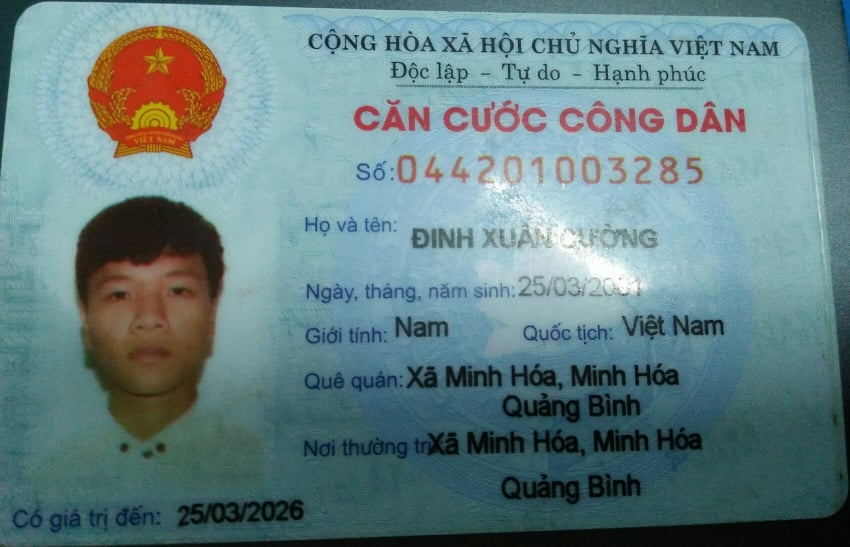 CỘNG HÒA XÃ HỘI CHỦ NGHĨA VIỆT NAM
Độc lập - Tự do - Hạnh phúc
CĂN CƯỚC CÔNG DÂN
Số: 044201003285
Họ và tên: ĐINH XUÂN CƯỜNG
Ngày, tháng, năm sinh: 25/03/2001
Giới tính: Nam Quốc tịch: Việt Nam
Quê quán: Xã Minh Hóa, Minh Hóa
Quảng Bình
Nơi thường trú: Xã Minh Hóa, Minh Hóa
Quảng Bình
Có giá trị đến: 25/03/2026
VIỆT NAM